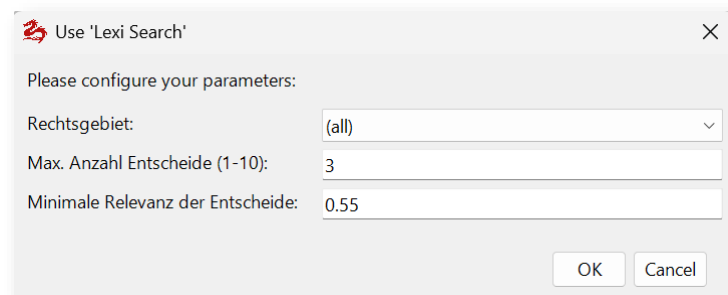 Use 'Lexi Search'
Please configure your parameters:
Rechtsgebiet: (all)
Max. Anzahl Entscheide (1-10): 3
Minimale Relevanz der Entscheide: 0.55
OK Cancel